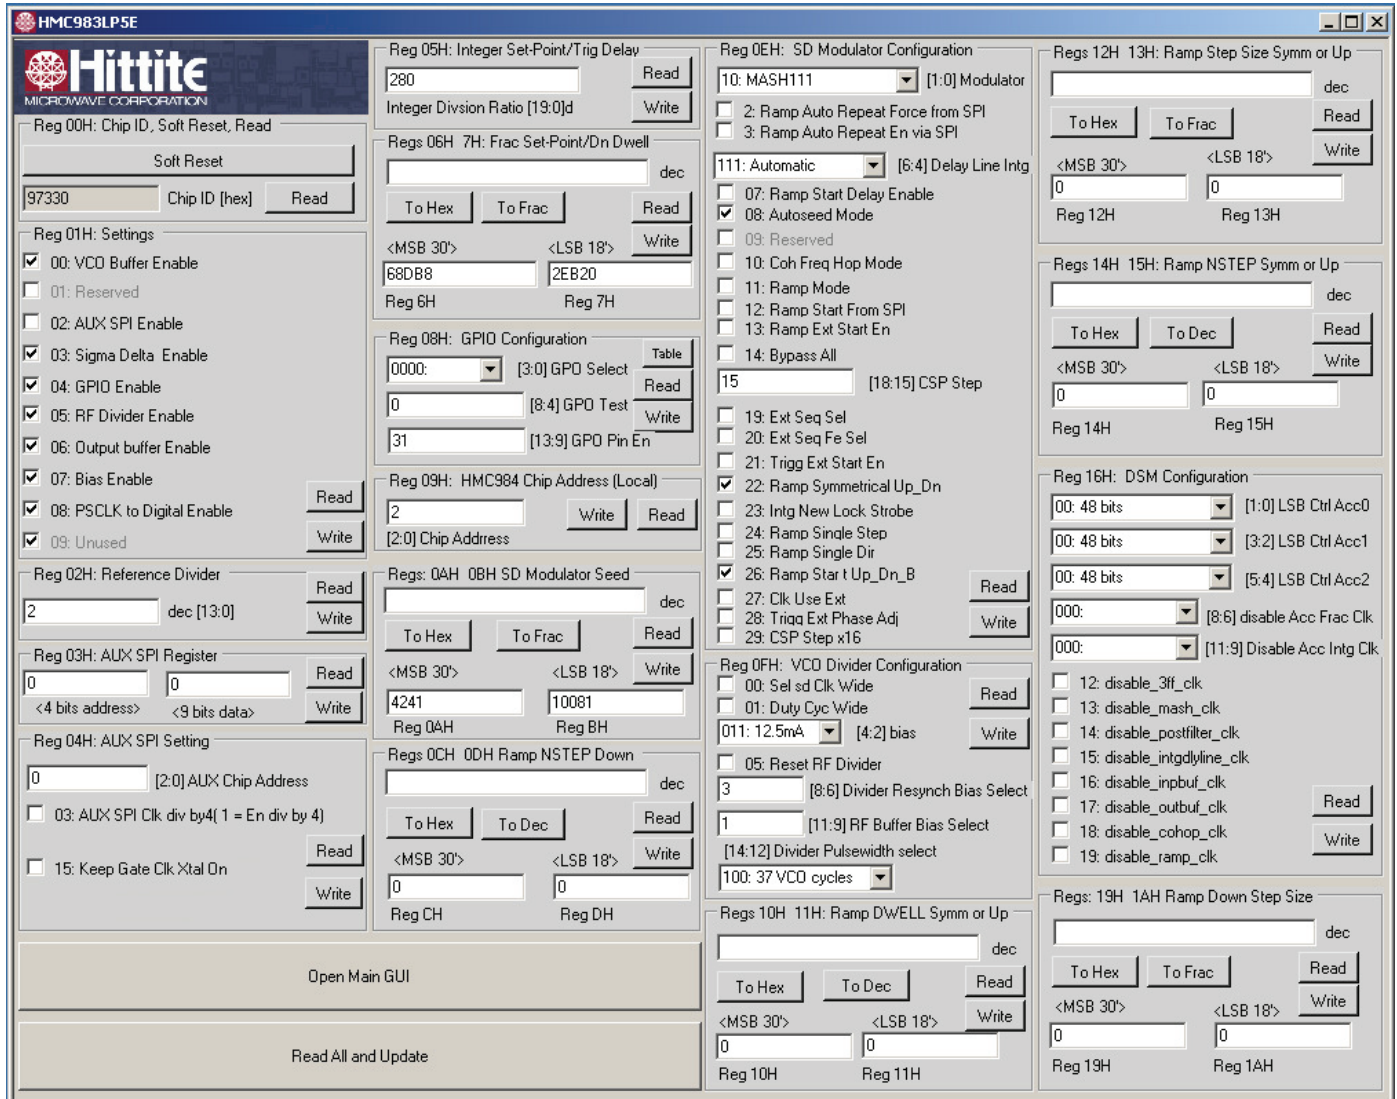 HMC983LP5E
Hittite
MICROWAVE CORPORATION
Reg 00H: Chip ID, Soft Reset, Read
Soft Reset
97330
Chip ID [hex]
Read
Reg 01H: Settings
00: VCO Buffer Enable
01: Reserved
02: AUX SPI Enable
03: Sigma Delta Enable
04: GPIO Enable
05: RF Divider Enable
06: Output buffer Enable
07: Bias Enable
Read
08: PSCLK to Digital Enable
09: Unused
Write
Reg 02H: Reference Divider
Read
2
dec [13:0]
Write
Reg 03H: AUX SPI Register
0
0
Read
<4 bits address>
<9 bits data>
Write
Reg 04H: AUX SPI Setting
0
[2:0] AUX Chip Address
03: AUX SPI Clk div by4( 1 = En div by 4)
Read
15: Keep Gate Clk Xtal On
Write
Open Main GUI
Read All and Update
Reg 05H: Integer Set-Point/Trig Delay
280
Read
Integer Divsion Ratio [19:0]d
Write
Regs 06H 7H: Frac Set-Point/Dn Dwell
dec
To Hex
To Frac
Read
<MSB 30'>
<LSB 18'>
Write
68DB8
2EB20
Reg 6H
Reg 7H
Reg 08H: GPIO Configuration
Table
0000:
[3:0] GPO Select
Read
0
[8:4] GPO Test
Write
31
[13:9] GPO Pin En
Reg 09H: HMC984 Chip Address (Local)
2
Write
Read
[2:0] Chip Addrress
Regs: 0AH 0BH SD Modulator Seed
dec
To Hex
To Frac
Read
<MSB 30'>
<LSB 18'>
Write
4241
10081
Reg 0AH
Reg BH
Regs 0CH 0DH Ramp NSTEP Down
dec
To Hex
To Dec
Read
<MSB 30'>
<LSB 18'>
Write
0
0
Reg CH
Reg DH
Reg 0EH: SD Modulator Configuration
10: MASH111
[1:0] Modulator
2: Ramp Auto Repeat Force from SPI
3: Ramp Auto Repeat En via SPI
111: Automatic
[6:4] Delay Line Intg
07: Ramp Start Delay Enable
08: Autoseed Mode
09: Reserved
10: Coh Freq Hop Mode
11: Ramp Mode
12: Ramp Start From SPI
13: Ramp Ext Start En
14: Bypass All
15
[18:15] CSP Step
19: Ext Seq Sel
20: Ext Seq Fe Sel
21: Trigg Ext Start En
22: Ramp Symmetrical Up_Dn
23: Intg New Lock Strobe
24: Ramp Single Step
25: Ramp Single Dir
26: Ramp Star t Up_Dn_B
Read
27: Clk Use Ext
28: Trigg Ext Phase Adj
Write
29: CSP Step x16
Reg 0FH: VCO Divider Configuration
00: Sel sd Clk Wide
Read
01: Duty Cyc Wide
011: 12.5mA
[4:2] bias
Write
05: Reset RF Divider
3
[8:6] Divider Resynch Bias Select
1
[11:9] RF Buffer Bias Select
[14:12] Divider Pulsewidth select
100: 37 VCO cycles
Regs 10H 11H: Ramp DWELL Symm or Up
dec
To Hex
To Dec
Read
<MSB 30'>
<LSB 18'>
Write
0
0
Reg 10H
Reg 11H
Regs 12H 13H: Ramp Step Size Symm or Up
dec
To Hex
To Frac
Read
<MSB 30'>
<LSB 18'>
Write
0
0
Reg 12H
Reg 13H
Regs 14H 15H: Ramp NSTEP Symm or Up
dec
To Hex
To Dec
Read
<MSB 30'>
<LSB 18'>
Write
0
0
Reg 14H
Reg 15H
Reg 16H: DSM Configuration
00: 48 bits
[1:0] LSB Ctrl Acc0
00: 48 bits
[3:2] LSB Ctrl Acc1
00: 48 bits
[5:4] LSB Ctrl Acc2
000:
[8:6] disable Acc Frac Clk
000:
[11:9] Disable Acc Intg Clk
12: disable_3ff_clk
13: disable_mash_clk
14: disable_postfilter_clk
15: disable_intgdlyline_clk
16: disable_inpbuf_clk
17: disable_outbuf_clk
Read
18: disable_cohop_clk
Write
19: disable_ramp_clk
Regs: 19H 1AH Ramp Down Step Size
dec
To Hex
To Frac
Read
<MSB 30'>
<LSB 18'>
Write
0
0
Reg 19H
Reg 1AH